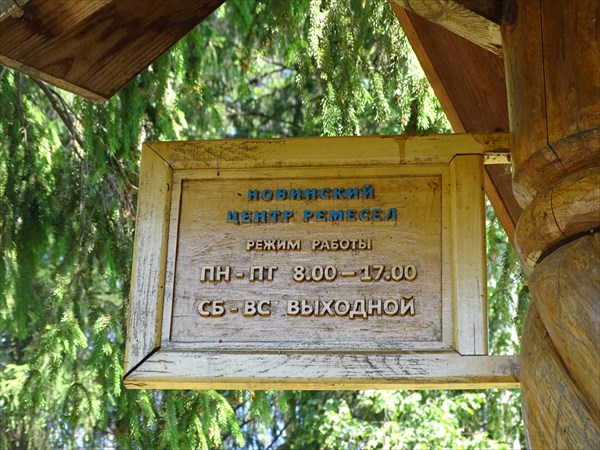 НОВИНСКИЙ
ЦЕНТР РЕМЕСЕЛ
РЕЖИМ РАБОТЫ
ПН - ПТ 8.00 - 17.00
СБ - ВС ВЫХОДНОЙ